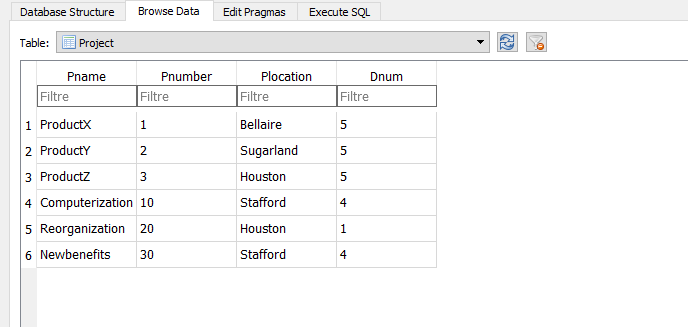 Database Structure Browse Data Edit Pragmas Execute SQL
Table: Project
Pname Pnumber Plocation Dnum
Filtre Filtre Filtre Filtre
1 ProductX 1 Bellaire 5
2 ProductY 2 Sugarland 5
3 ProductZ 3 Houston 5
4 Computerization 10 Stafford 4
5 Reorganization 20 Houston 1
6 Newbenefits 30 Stafford 4